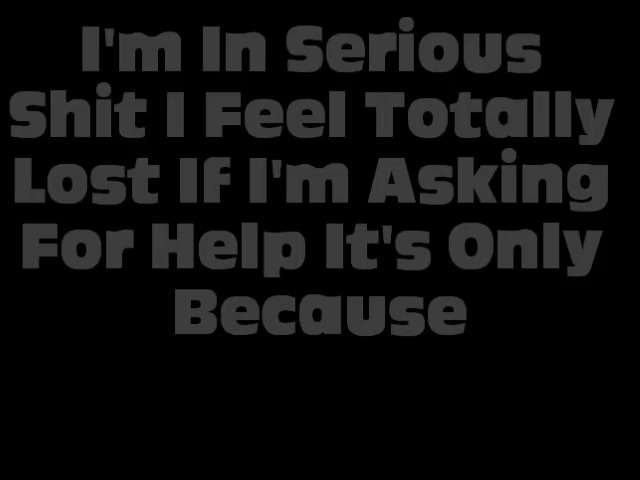 I'm In Serious
Shit I Feel Totally
Lost If I'm Asking
For Help It's Only
Because